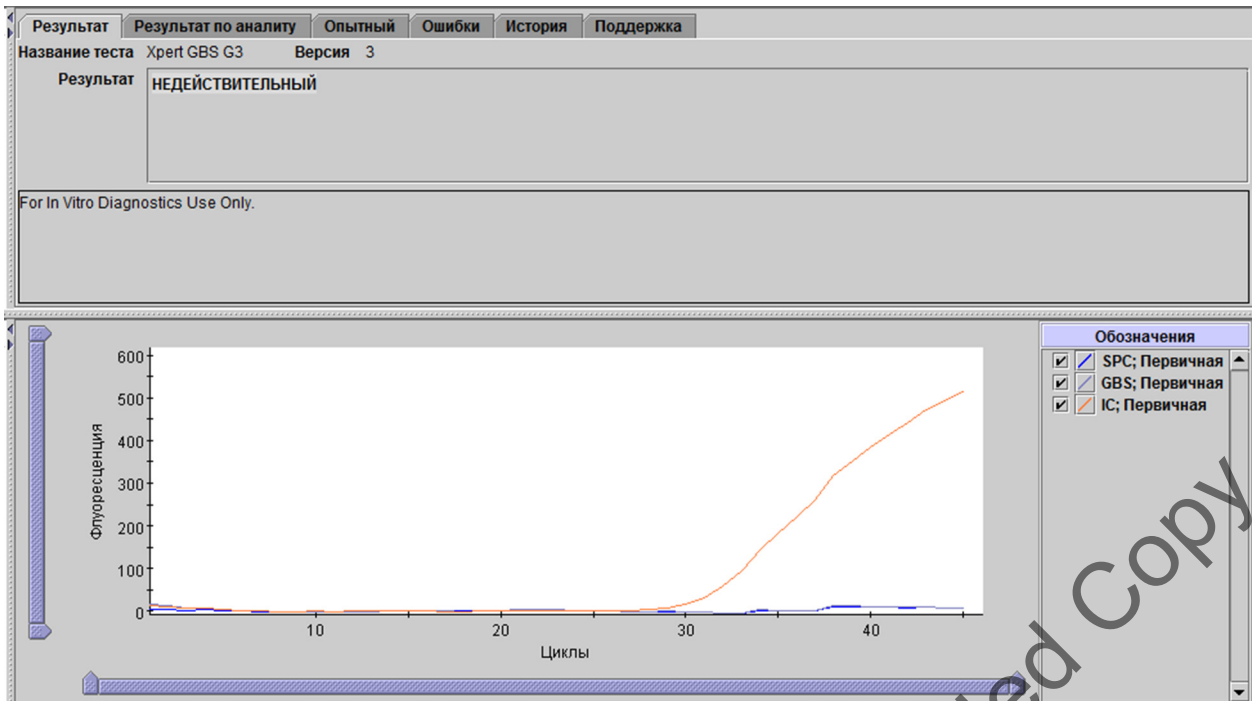 Результат Результат по аналиту Опытный Ошибки История Поддержка
Название теста Xpert GBS G3 Версия 3
Результат НЕДЕЙСТВИТЕЛЬНЫЙ
For In Vitro Diagnostics Use Only.
Обозначения
SPC; Первичная
GBS; Первичная
IC; Первичная
Флуоресценция
600
500
400
300
200
100
0
10 20 30 40
Циклы
Copy